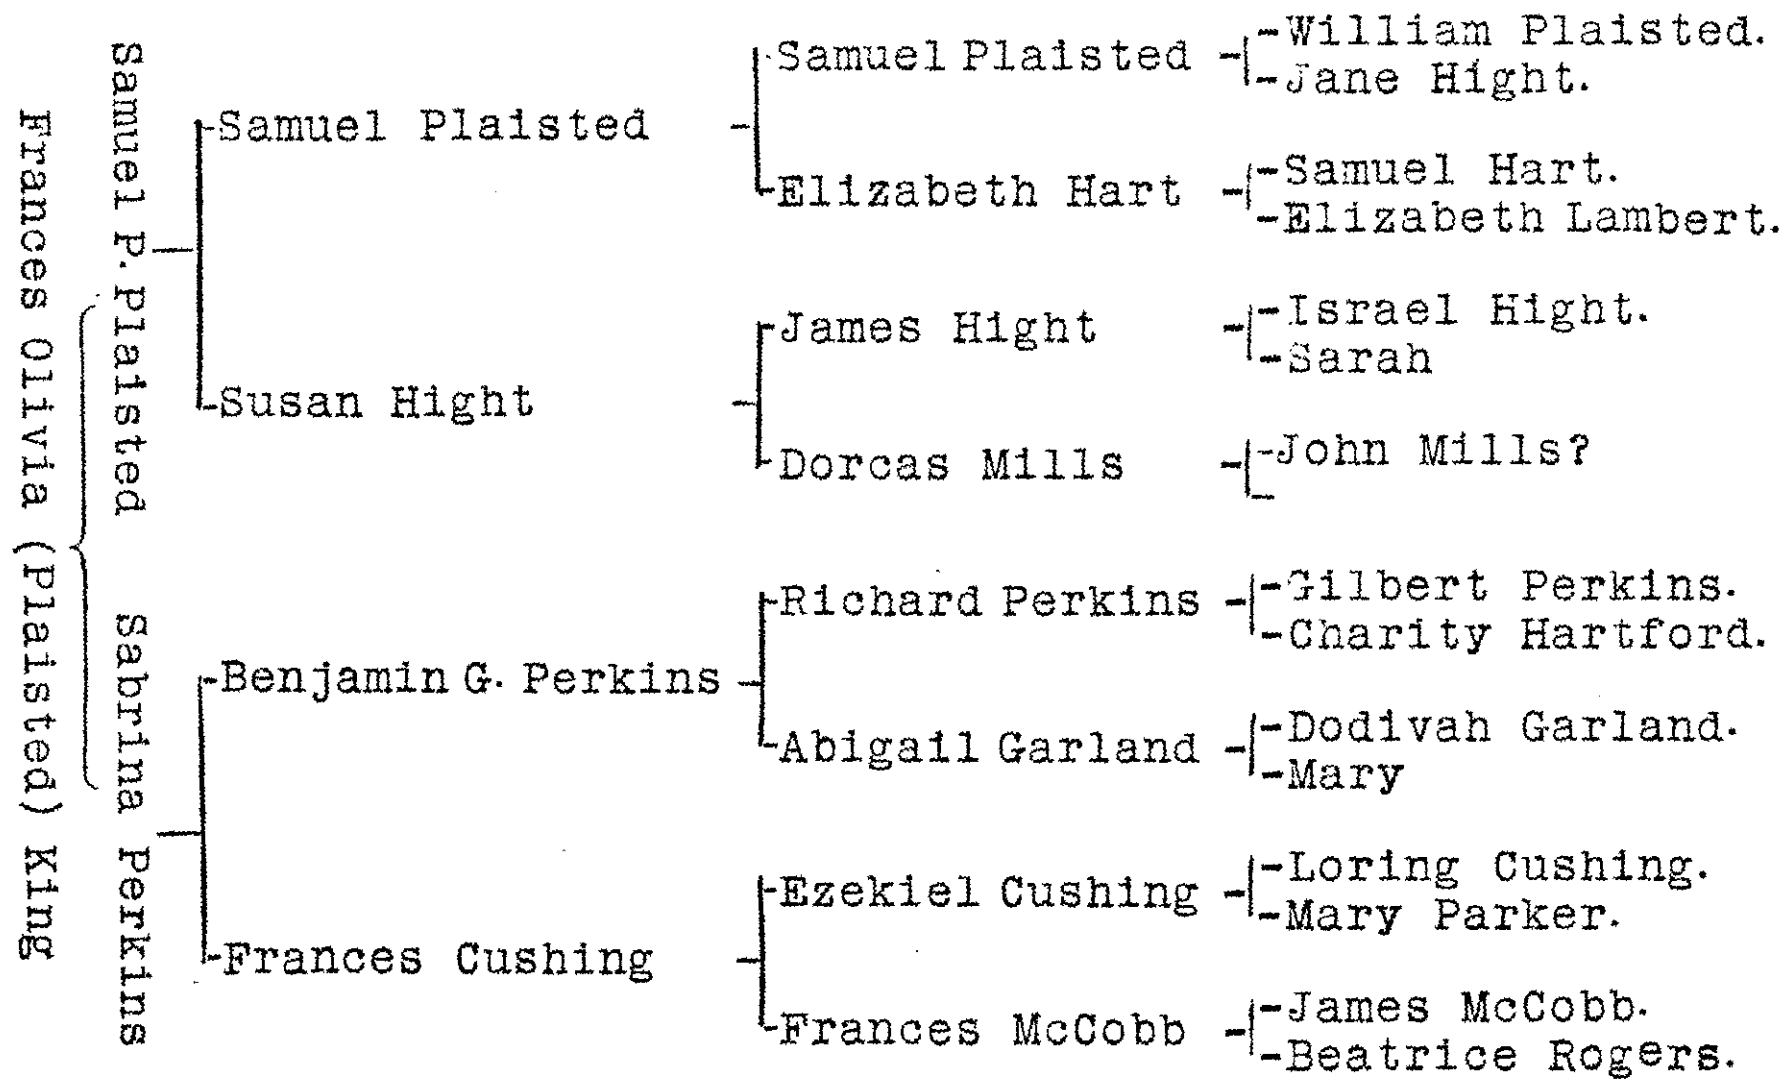 Frances Olivia (Plaisted) King
Samuel P. Plaisted
Sabrina Perkins
Samuel Plaisted
Susan Hight
Benjamin G. Perkins
Frances Cushing
Samuel Plaisted
Elizabeth Hart
James Hight
Dorcas Mills
Richard Perkins
Abigail Garland
Ezekiel Cushing
Frances McCobb
William Plaisted.
Jane Hight.
Samuel Hart.
Elizabeth Lambert.
Israel Hight.
Sarah
John Mills?
Gilbert Perkins.
Charity Hartford.
Dodivah Garland.
Mary
Loring Cushing.
Mary Parker.
James McCobb.
Beatrice Rogers.